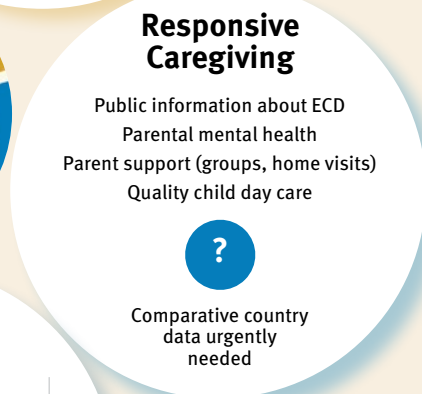 Responsive
Caregiving
Public information about ECD
Parental mental health
Parent support (groups, home visits)
Quality child day care
?
Comparative country
data urgently
needed